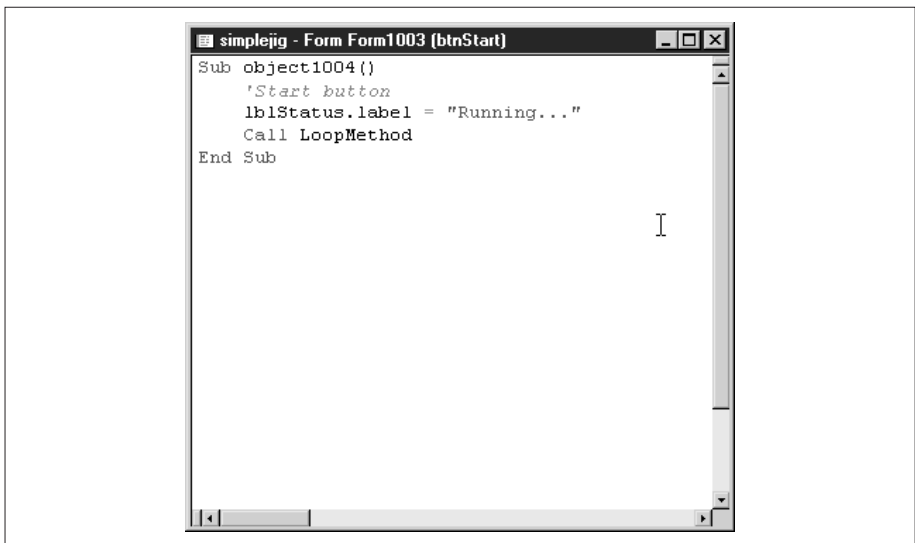 simplejig - Form Form1003 (btnStart)
Sub object1004()
    'Start button
    lblStatus.label = "Running..."
    Call LoopMethod
End Sub